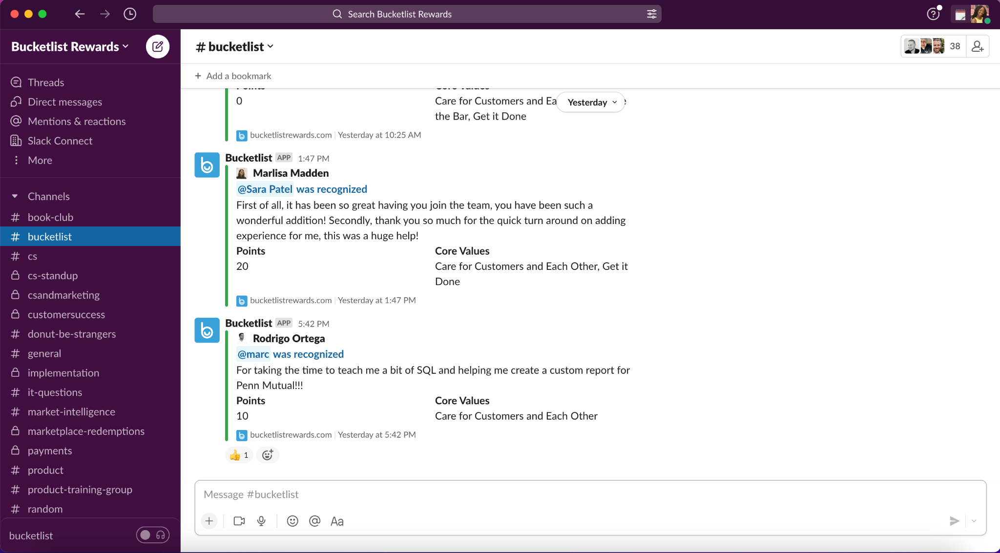 Search Bucketlist Rewards
Bucketlist Rewards
# bucketlist
38
Threads
Direct messages
Mentions & reactions
Slack Connect
More
Channels
# book-club
# bucketlist
# cs
cs-standup
csandmarketing
customersuccess
# donut-be-strangers
# general
implementation
# it-questions
# market-intelligence
marketplace-redemptions
payments
# product
# product-training-group
# random
bucketlist
+ Add a bookmark
Points Core Values
0
Care for Customers and Ea
Yesterday
the Bar, Get it Done
bucketlistrewards.com | Yesterday at 10:25 AM
Bucketlist APP 1:47 PM
Marlisa Madden
@Sara Patel was recognized
First of all, it has been so great having you join the team, you have been such a
wonderful addition! Secondly, thank you so much for the quick turn around on adding
experience for me, this was a huge help!
Points
20
Core Values
Care for Customers and Each Other, Get it
Done
bucketlistrewards.com | Yesterday at 1:47 PM
Bucketlist APP 5:42 PM
Rodrigo Ortega
@marc was recognized
For taking the time to teach me a bit of SQL and helping me create a custom report for
Penn Mutual!!!
Points
10
Core Values
Care for Customers and Each Other
bucketlistrewards.com | Yesterday at 5:42 PM
1
Message #bucketlist
Aa